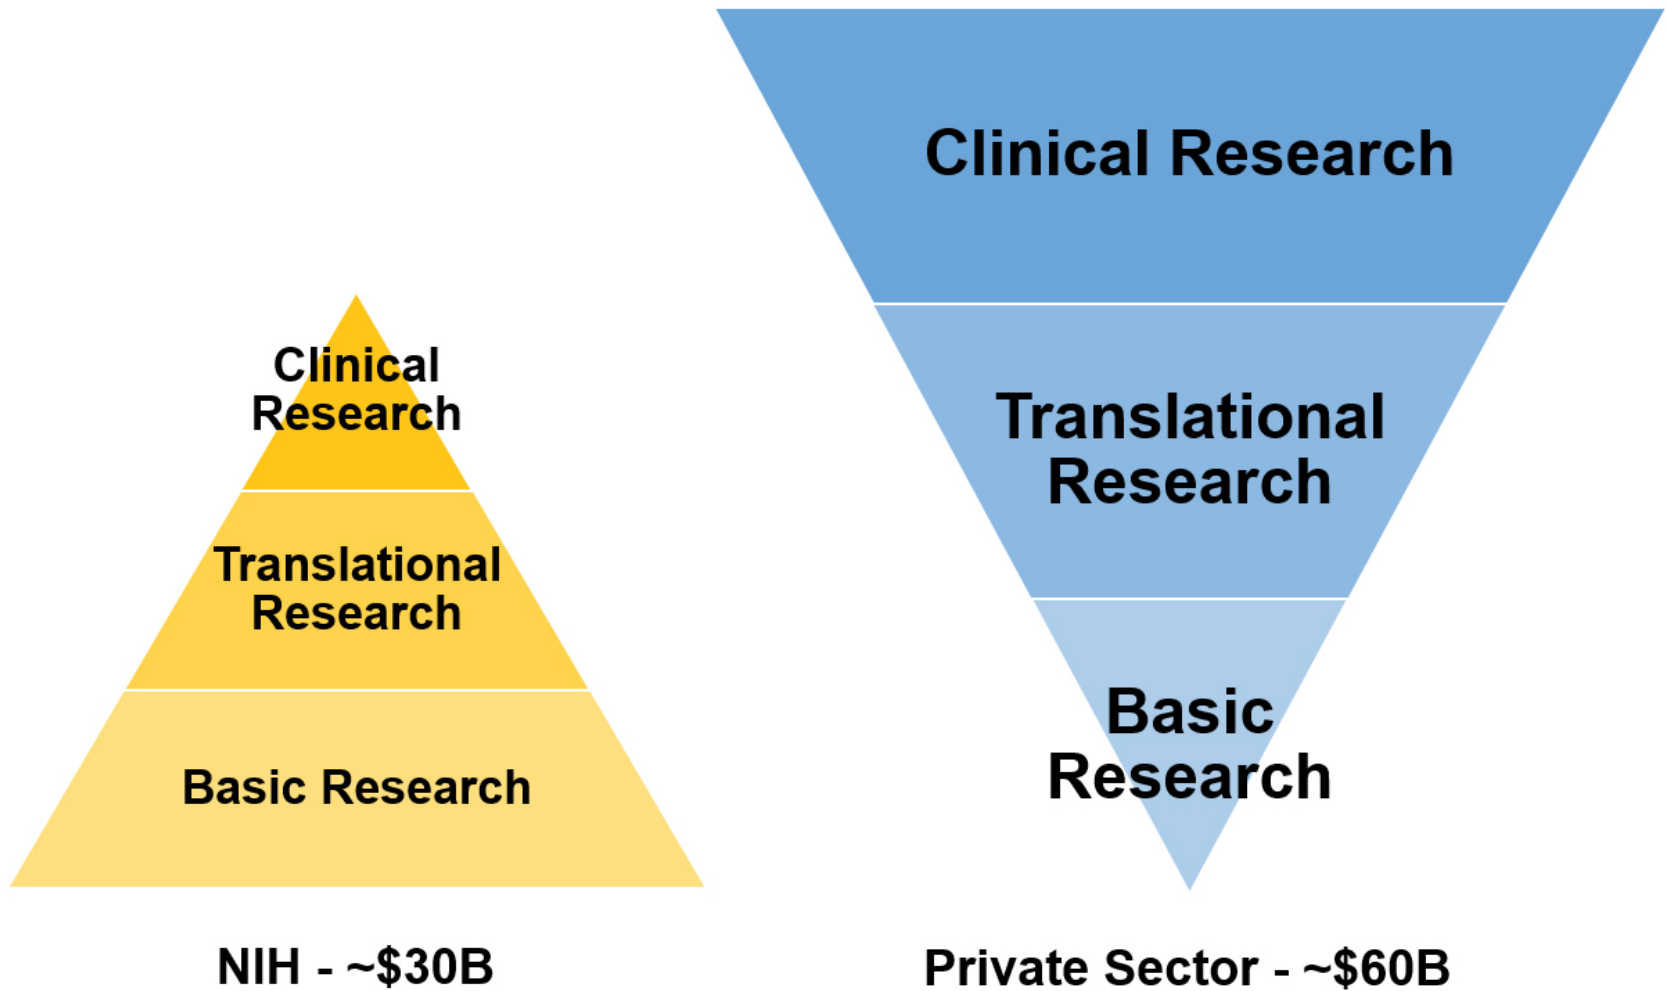 Clinical
Research
Translational
Research
Basic Research
NIH - ~$30B
Clinical Research
Translational
Research
Basic
Research
Private Sector - ~$60B